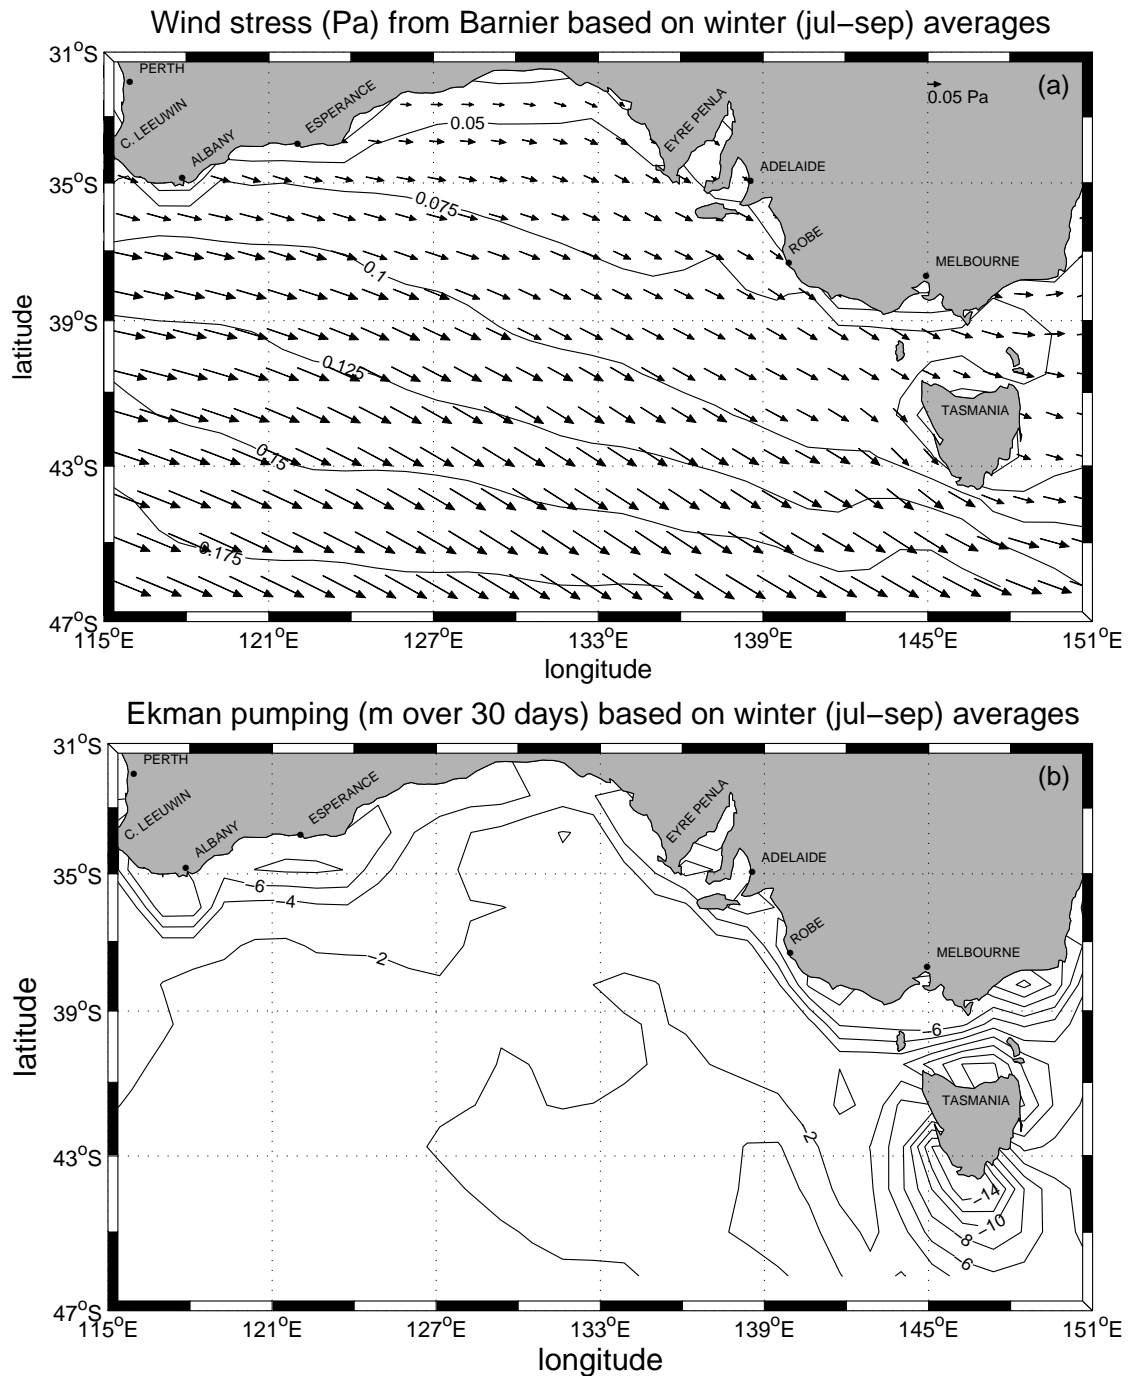 Wind stress (Pa) from Barnier based on winter (jul−sep) averages
31°S
PERTH
(a)
0.05 Pa
C. LEEUWIN
ALBANY
ESPERANCE
0.05
EYRE PENLA
ADELAIDE
35°S
0.075
ROBE
MELBOURNE
0.1
39°S
0.125
TASMANIA
0.15
43°S
0.175
47°S
latitude
115°E 121°E 127°E 133°E 139°E 145°E 151°E
longitude
Ekman pumping (m over 30 days) based on winter (jul−sep) averages
31°S
PERTH
(b)
C. LEEUWIN
ALBANY
ESPERANCE
EYRE PENLA
ADELAIDE
35°S
−6
−4
ROBE
MELBOURNE
−2
39°S
−6
TASMANIA
2
43°S
−14
−10
8
6
47°S
latitude
115°E 121°E 127°E 133°E 139°E 145°E 151°E
longitude